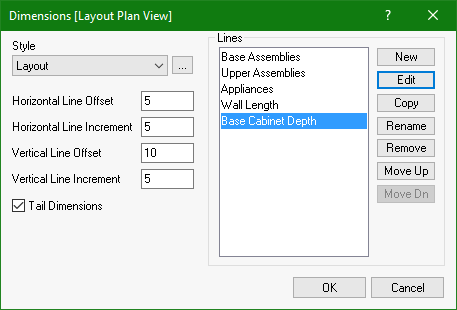 Dimensions [Layout Plan View]
?
Style
Layout
...
Horizontal Line Offset 5
Horizontal Line Increment 5
Vertical Line Offset 10
Vertical Line Increment 5
Tail Dimensions
Lines
Base Assemblies
Upper Assemblies
Appliances
Wall Length
Base Cabinet Depth
New
Edit
Copy
Rename
Remove
Move Up
Move Dn
OK
Cancel